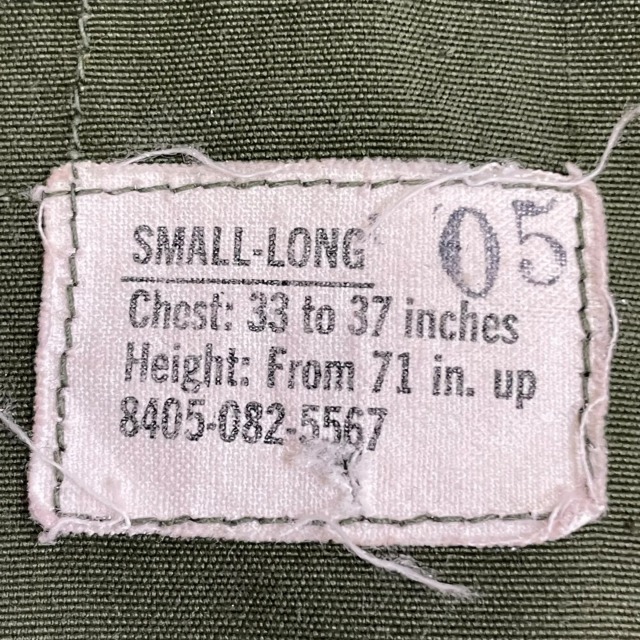 05
SMALL-LONG
Chest: 33 to 37 inches
Height: From 71 in. up
8405-082-5567